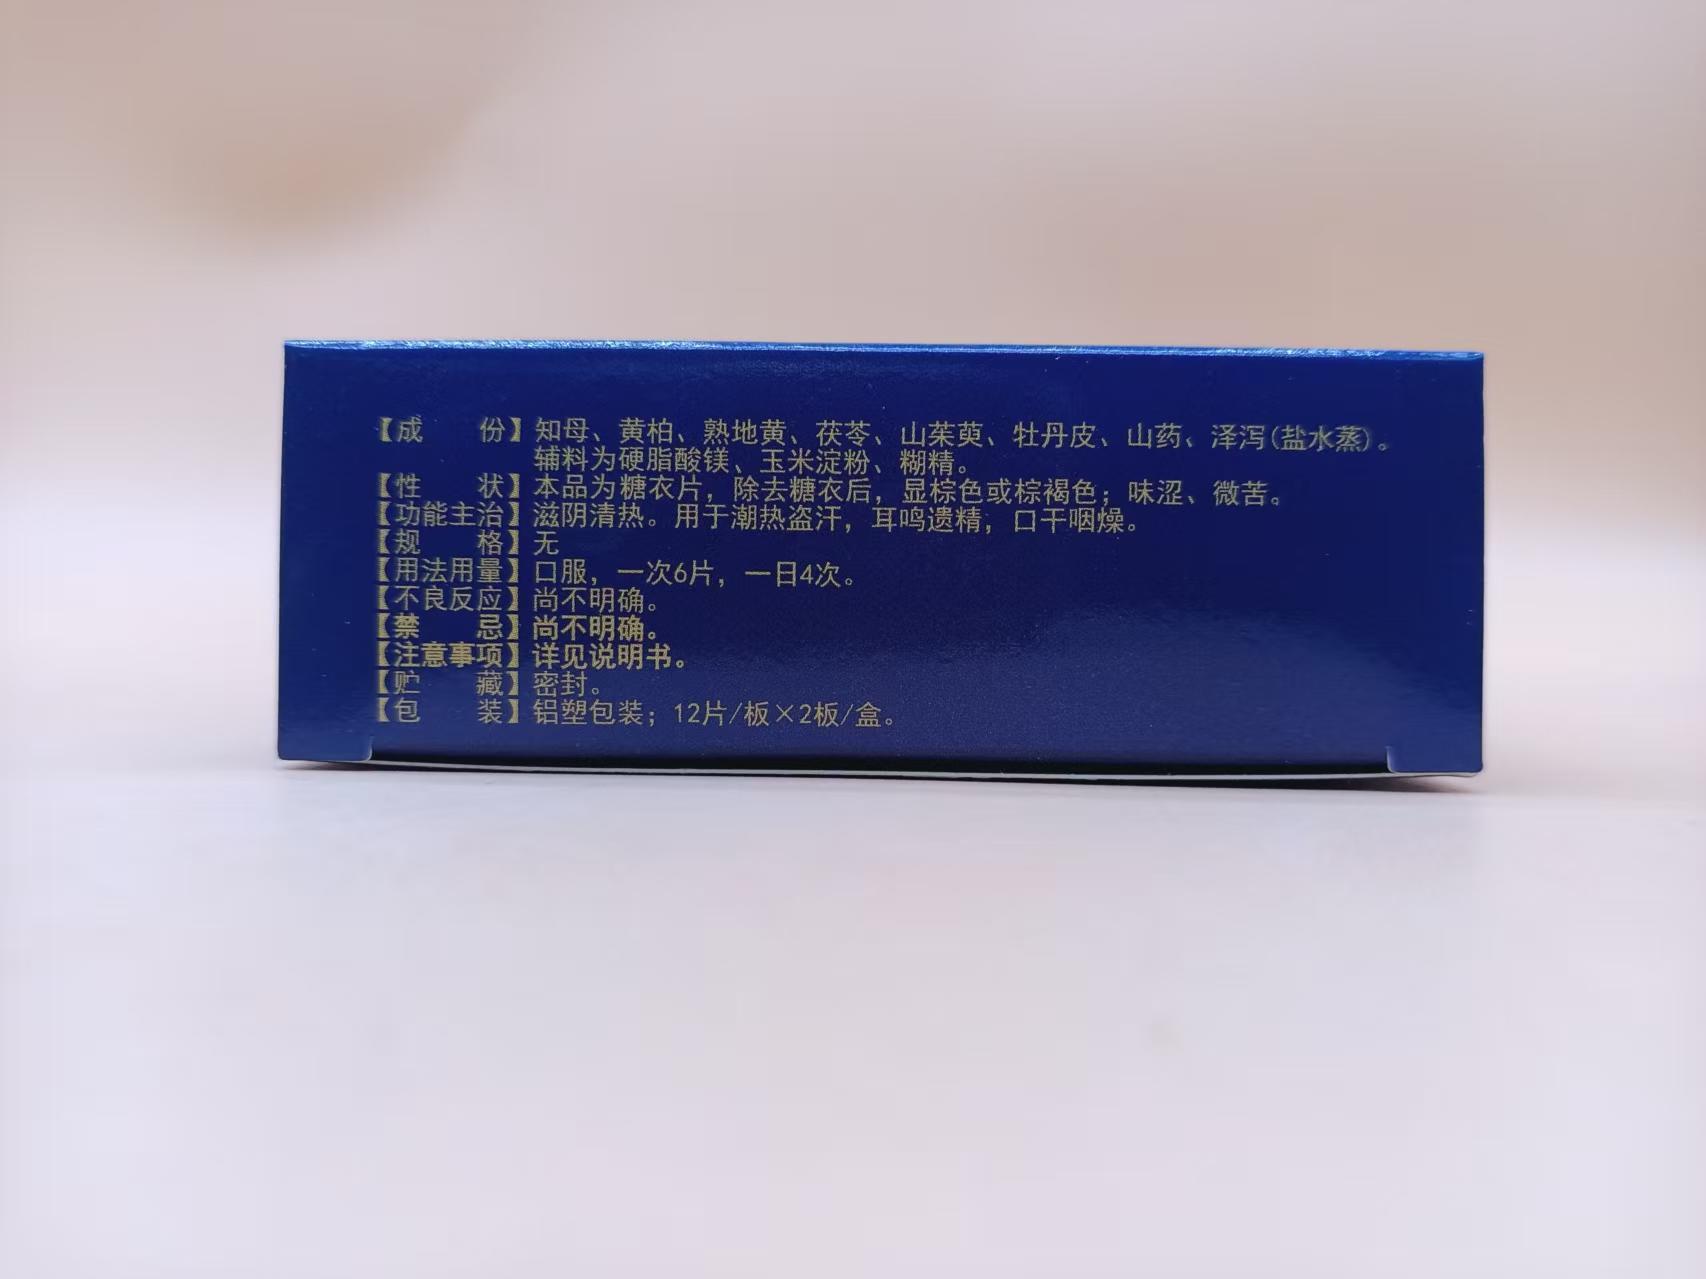 【成　　份】知母、黄柏、熟地黄、茯苓、山茱萸、牡丹皮、山药、泽泻(盐水蒸)。
辅料为硬脂酸镁、玉米淀粉、糊精。
【性　　状】本品为糖衣片，除去糖衣后，显棕色或棕褐色；味涩、微苦。
【功能主治】滋阴清热。用于潮热盗汗，耳鸣遗精，口干咽燥。
【规　　格】无
【用法用量】口服，一次6片，一日4次。
【不良反应】尚不明确。
【禁　　忌】尚不明确。
【注意事项】详见说明书。
【贮　　藏】密封。
【包　　装】铝塑包装；12片/板×2板/盒。